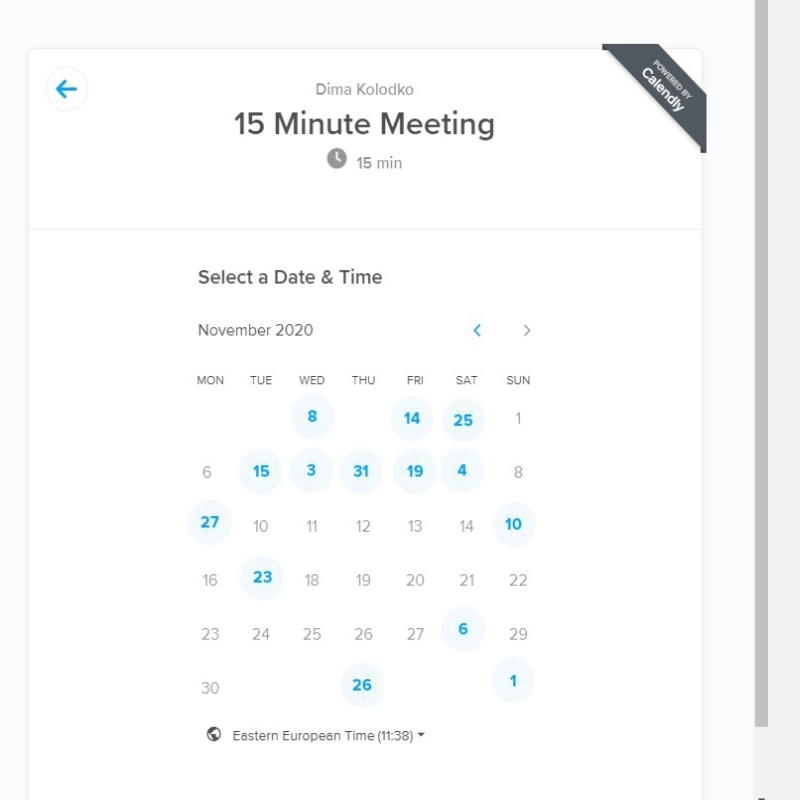 POWERED BY
Calendly
Dima Kolodko
15 Minute Meeting
15 min
Select a Date & Time
November 2020
MON TUE WED THU FRI SAT SUN
8 14 25 1
6 15 3 31 19 4 8
27 10 11 12 13 14 10
16 23 18 19 20 21 22
23 24 25 26 27 6 29
30 26 1
Eastern European Time (11:38)